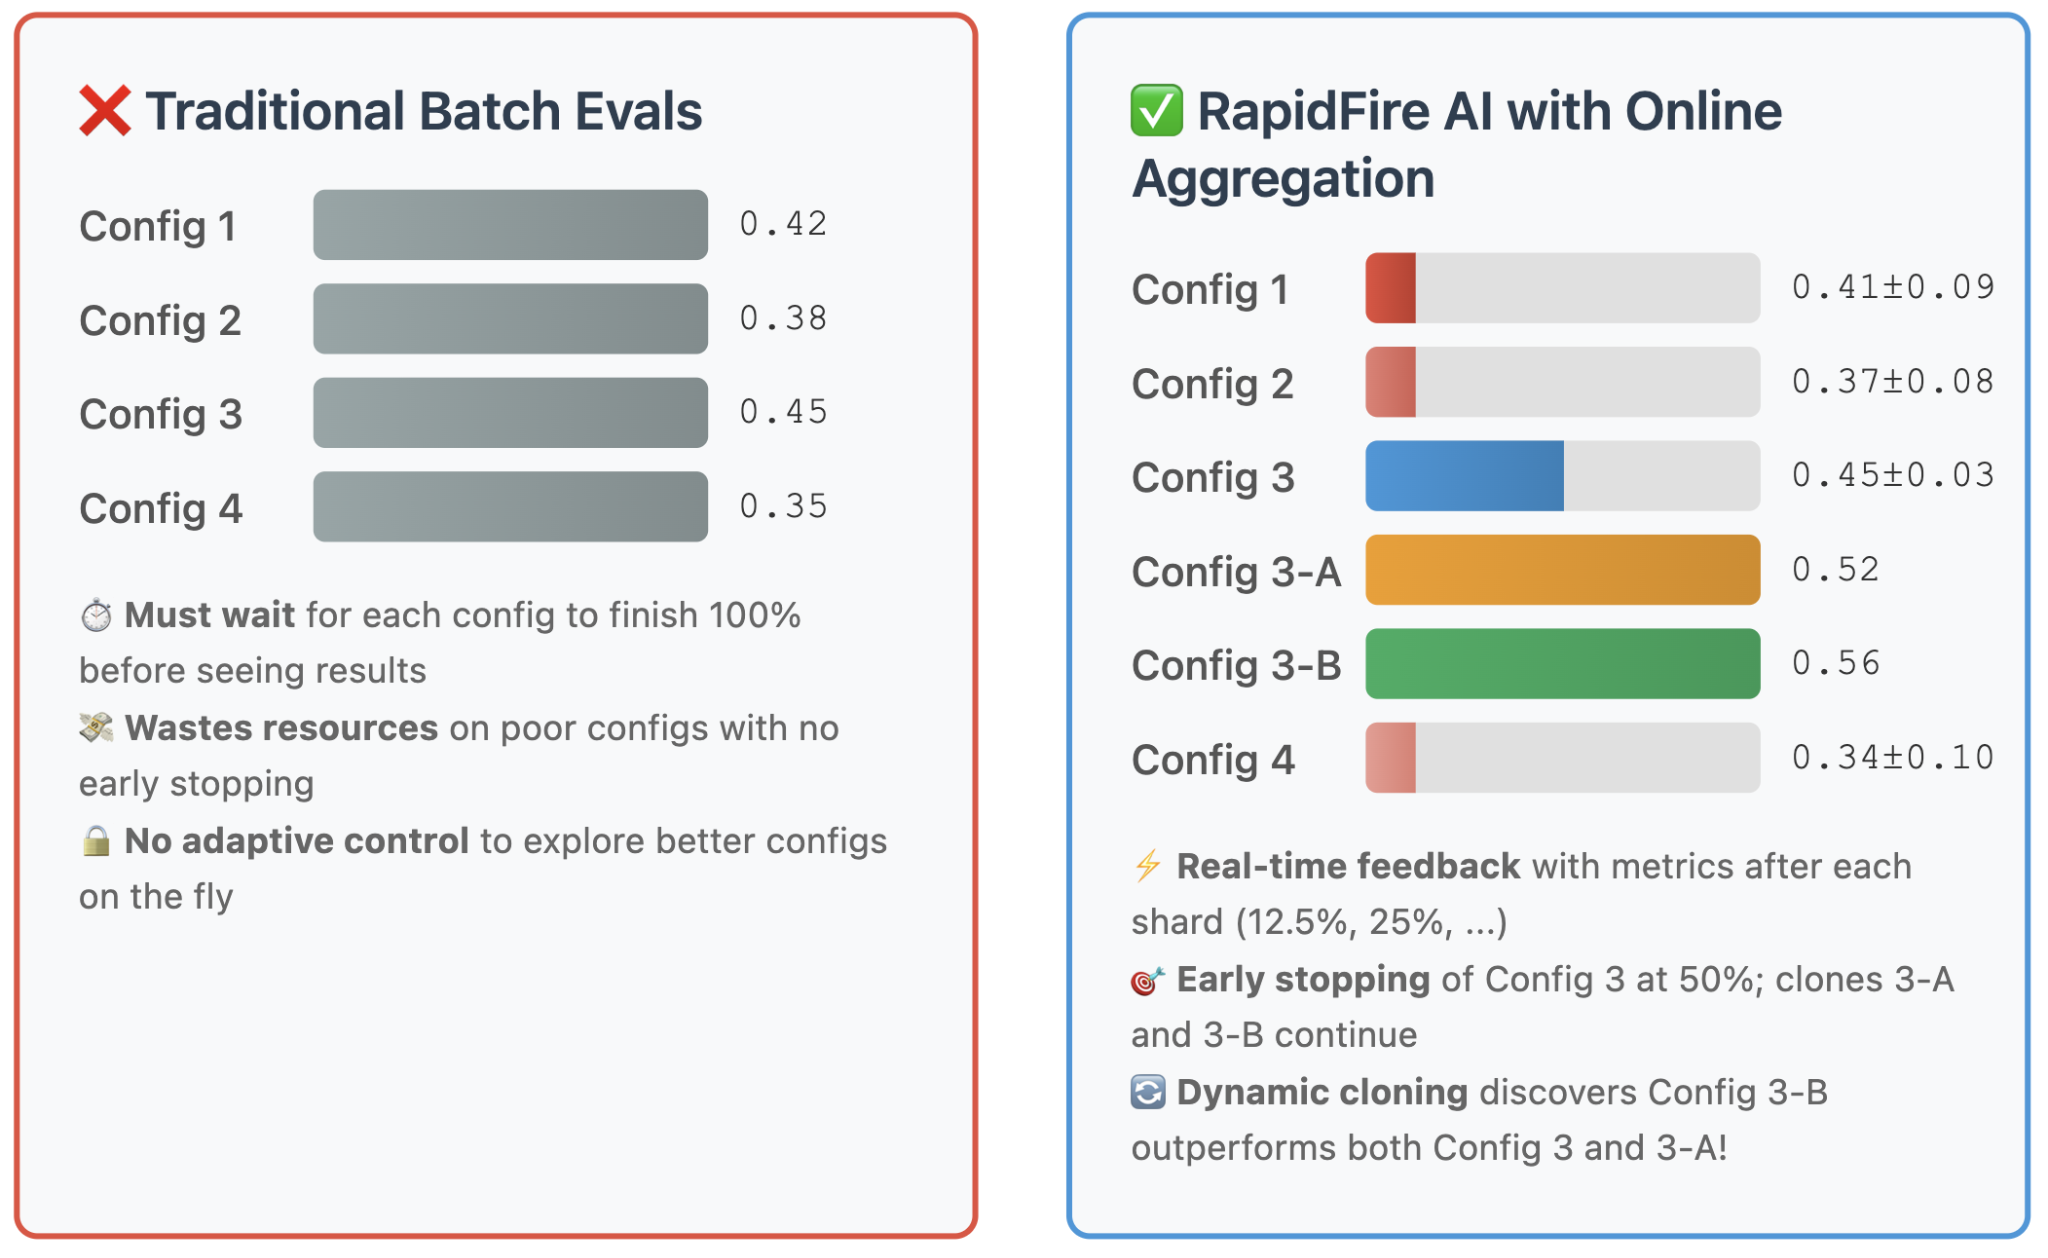 ❌ Traditional Batch Evals
Config 1 0.42
Config 2 0.38
Config 3 0.45
Config 4 0.35
⏱️ Must wait for each config to finish 100%
before seeing results
💸 Wastes resources on poor configs with no
early stopping
🔒 No adaptive control to explore better configs
on the fly
✅ RapidFire AI with Online
Aggregation
Config 1 0.41±0.09
Config 2 0.37±0.08
Config 3 0.45±0.03
Config 3-A 0.52
Config 3-B 0.56
Config 4 0.34±0.10
⚡ Real-time feedback with metrics after each
shard (12.5%, 25%, ...)
🎯 Early stopping of Config 3 at 50%; clones 3-A
and 3-B continue
🔄 Dynamic cloning discovers Config 3-B
outperforms both Config 3 and 3-A!